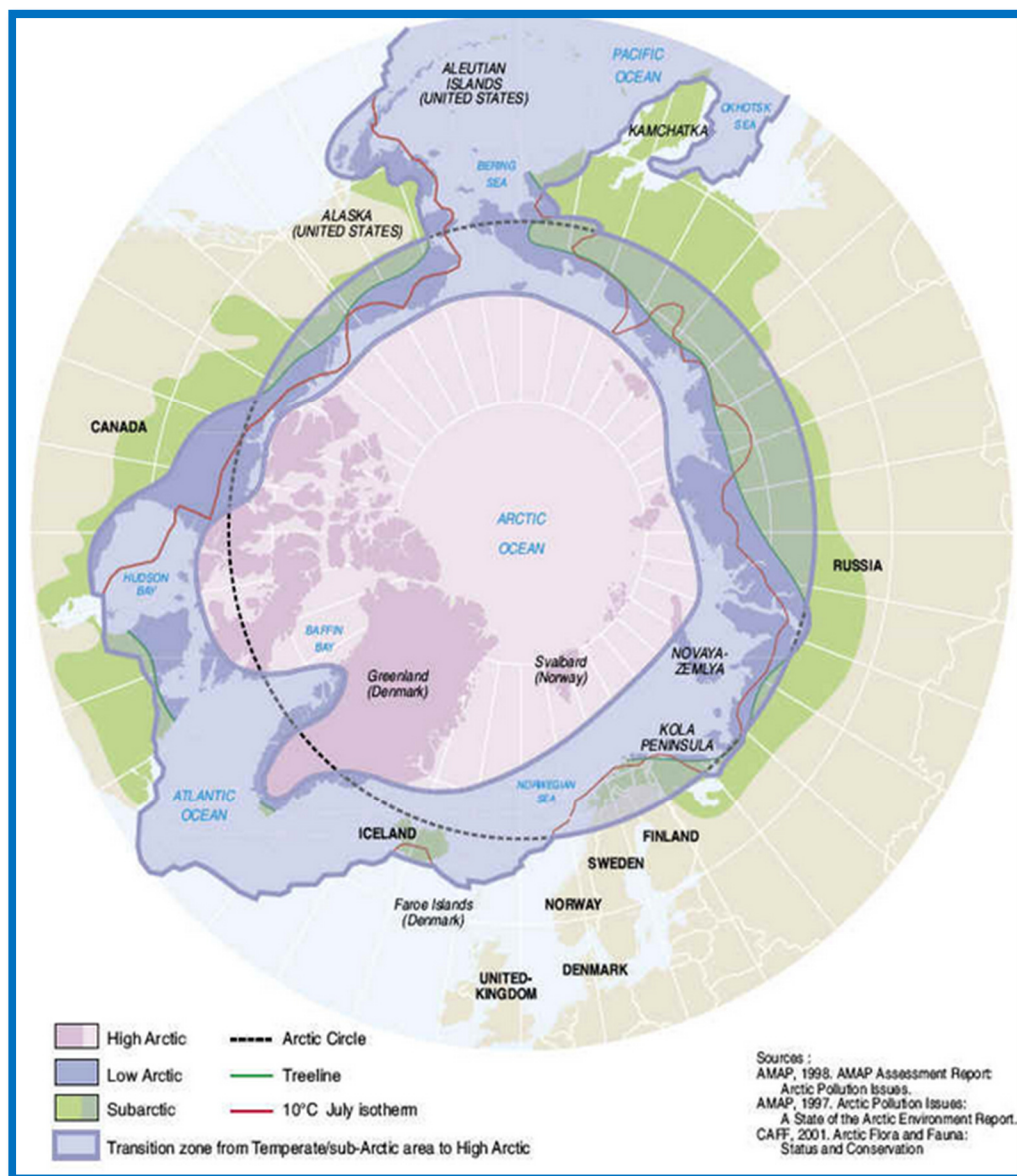 ALEUTIAN
ISLANDS
(UNITED STATES)
PACIFIC
OCEAN
OKHOTSK
SEA
KAMCHATKA
BERING
SEA
ALASKA
(UNITED STATES)
CANADA
ARCTIC
OCEAN
RUSSIA
HUDSON
BAY
BAFFIN
BAY
Greenland
(Denmark)
Svalbard
(Norway)
NOVAYA-
ZEMLYA
KOLA
PENINSULA
NORWEGIAN
SEA
ATLANTIC
OCEAN
ICELAND
FINLAND
SWEDEN
Faroe Islands
(Denmark)
NORWAY
DENMARK
UNITED-
KINGDOM
High Arctic
Arctic Circle
Low Arctic
Treeline
Subarctic
10°C July isotherm
Transition zone from Temperate/sub-Arctic area to High Arctic
Sources :
AMAP, 1998. AMAP Assessment Report:
Arctic Pollution Issues.
AMAP, 1997. Arctic Pollution Issues:
A State of the Arctic Environment Report.
CAFF, 2001. Arctic Flora and Fauna:
Status and Conservation